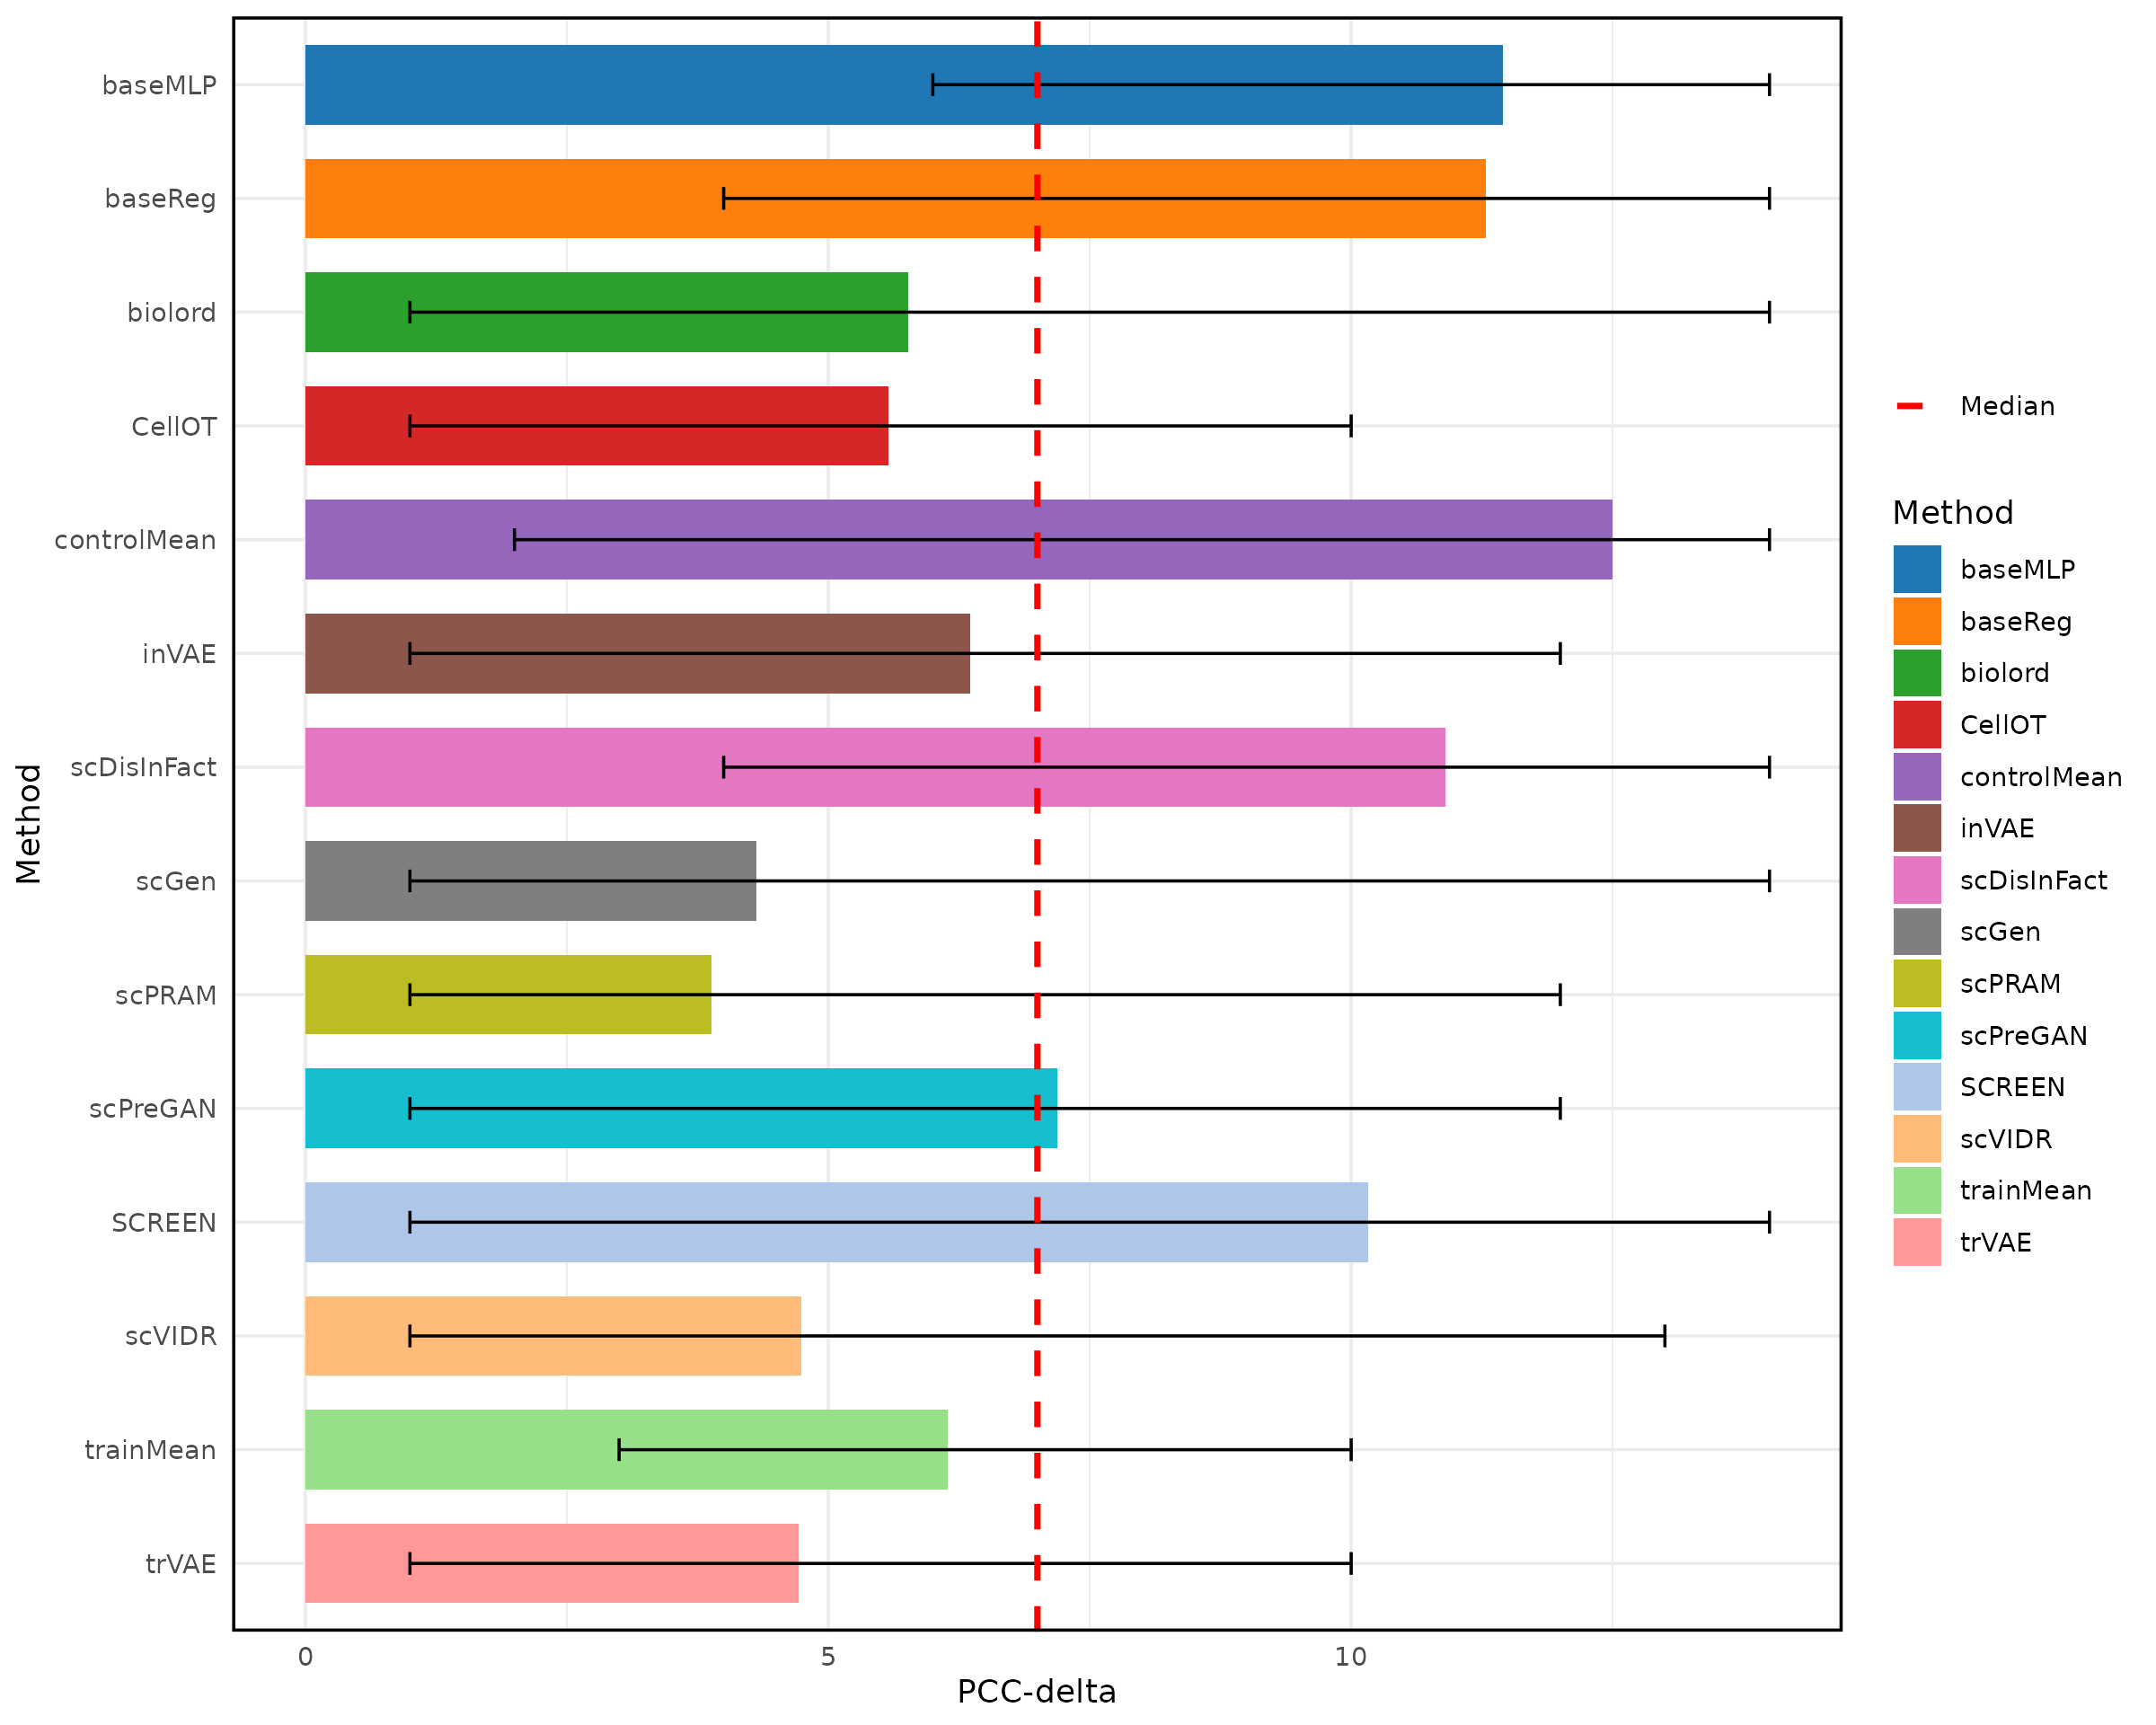 baseMLP
baseReg
biolord
CellOT
controlMean
inVAE
scDisInFact
scGen
scPRAM
scPreGAN
SCREEN
scVIDR
trainMean
trVAE
Method
0 5 10
PCC-delta
Median
Method
baseMLP
baseReg
biolord
CellOT
controlMean
inVAE
scDisInFact
scGen
scPRAM
scPreGAN
SCREEN
scVIDR
trainMean
trVAE